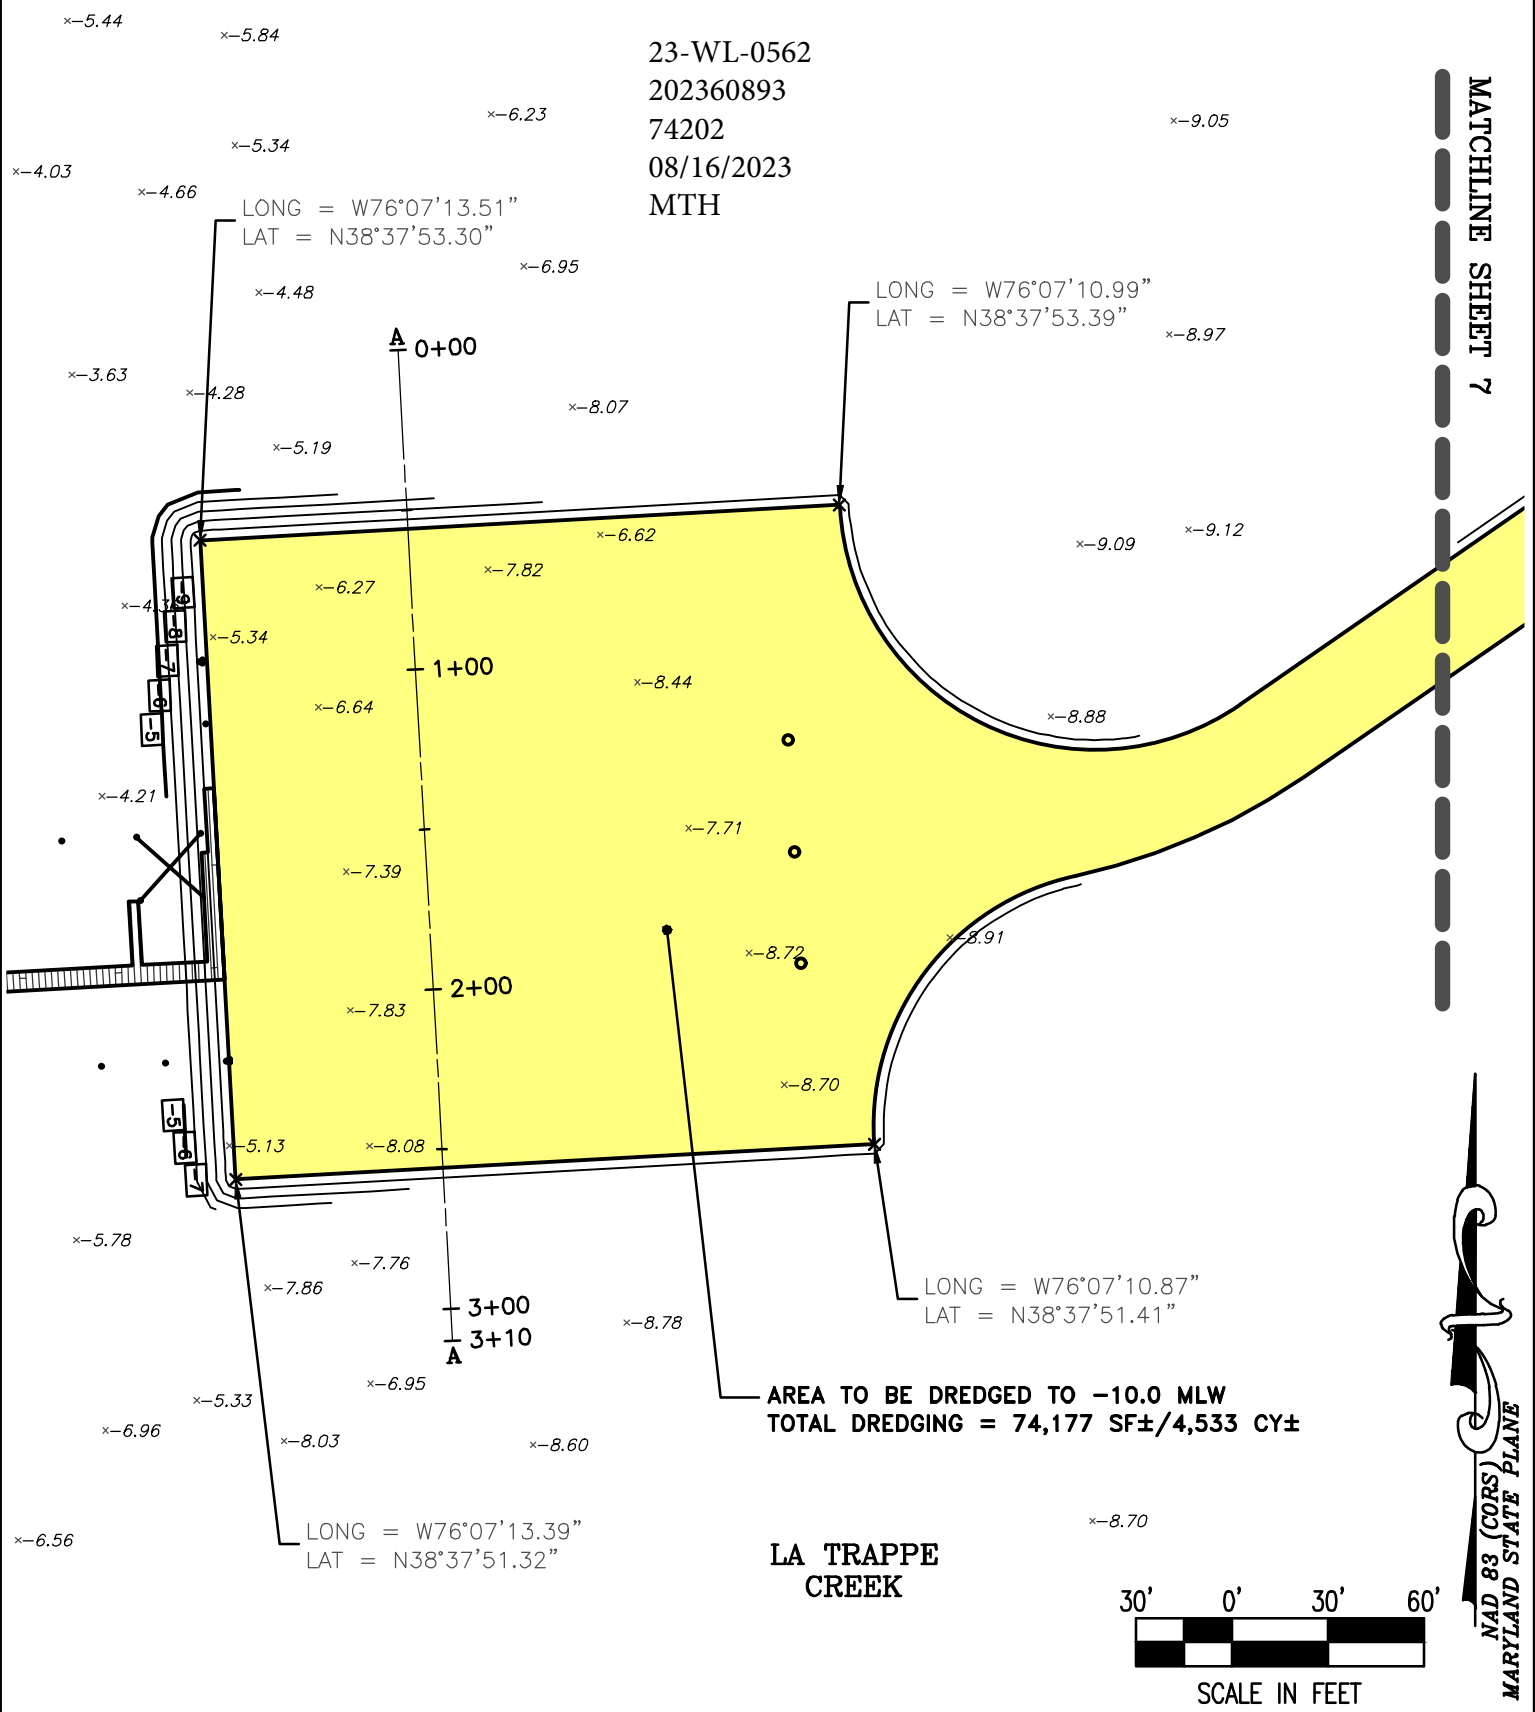 -5.44
-5.84
23-WL-0562
202360893
74202
08/16/2023
MTH
-6.23
-9.05
-5.34
-4.03
-4.66
LONG = W76°07'13.51"
LAT = N38°37'53.30"
-6.95
-4.48
LONG = W76°07'10.99"
LAT = N38°37'53.39"
MATCHLINE SHEET 7
-8.97
A
0+00
-3.63
-4.28
-8.07
-5.19
-6.62
-9.12
-9.09
-7.82
-6.27
-9
-8
-7
-6
-5
-5.34
1+00
-8.44
-6.64
-8.88
-4.21
-7.71
-7.39
-8.91
-8.72
2+00
-7.83
-8.70
-5
-6
-7
-5.13
-8.08
-5.78
-7.76
-7.86
LONG = W76°07'10.87"
LAT = N38°37'51.41"
3+00
3+10
A
-8.78
-6.95
AREA TO BE DREDGED TO -10.0 MLW
TOTAL DREDGING = 74,177 SF±/4,533 CY±
-5.33
-6.96
-8.03
-8.60
LONG = W76°07'13.39"
LAT = N38°37'51.32"
-6.56
-8.70
LA TRAPPE
CREEK
NAD 83 (CORS)
MARYLAND STATE PLANE
30' 0' 30' 60'
SCALE IN FEET